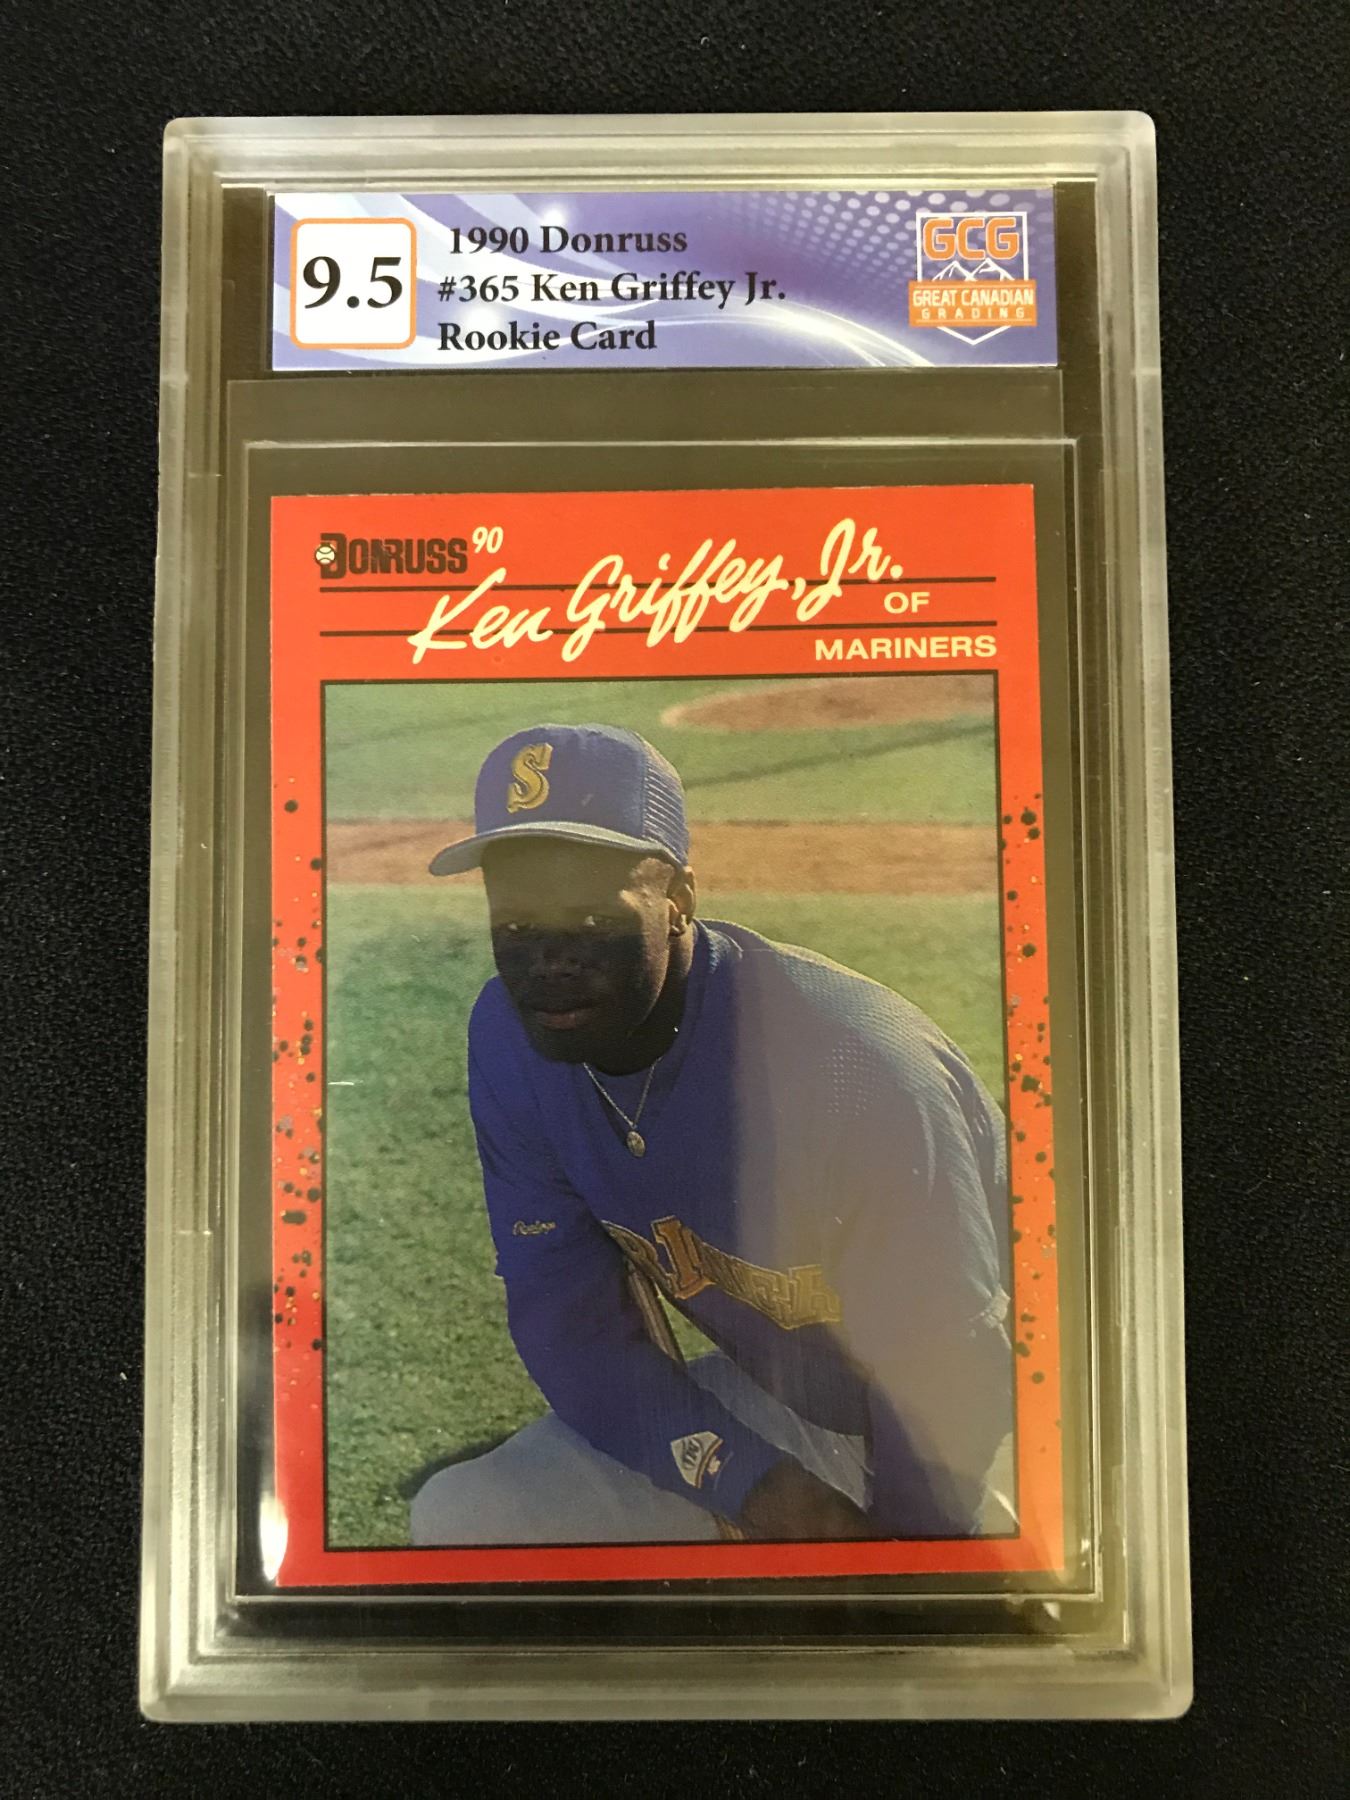 9.5
1990 Donruss
#365 Ken Griffey Jr.
Rookie Card
GCG
GREAT CANADIAN
GRADING
DONRUSS 90
Ken Griffey, Jr.
OF
MARINERS
S